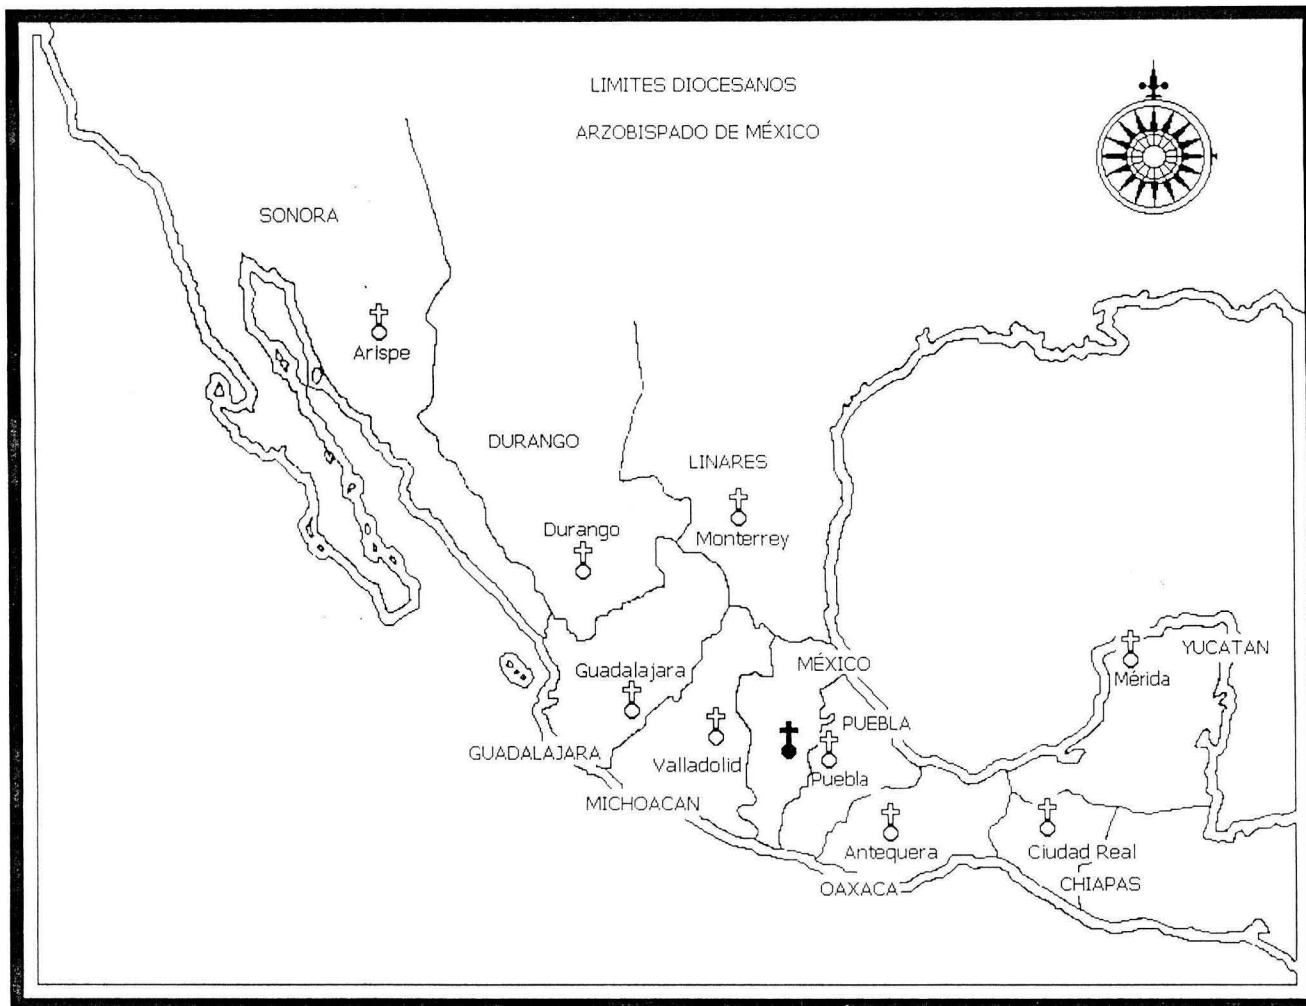 LIMITES DIOCESANOS
ARZOBISPADO DE MÉXICO
SONORA
Arispe
DURANGO
LINARES
Durango
Monterrey
MÉXICO
YUCATAN
Guadalajara
Mérida
PUEBLA
GUADALAJARA
Valladolid
Puebla
MICHOACAN
Antequera
Ciudad Real
OAXACA
CHIAPAS